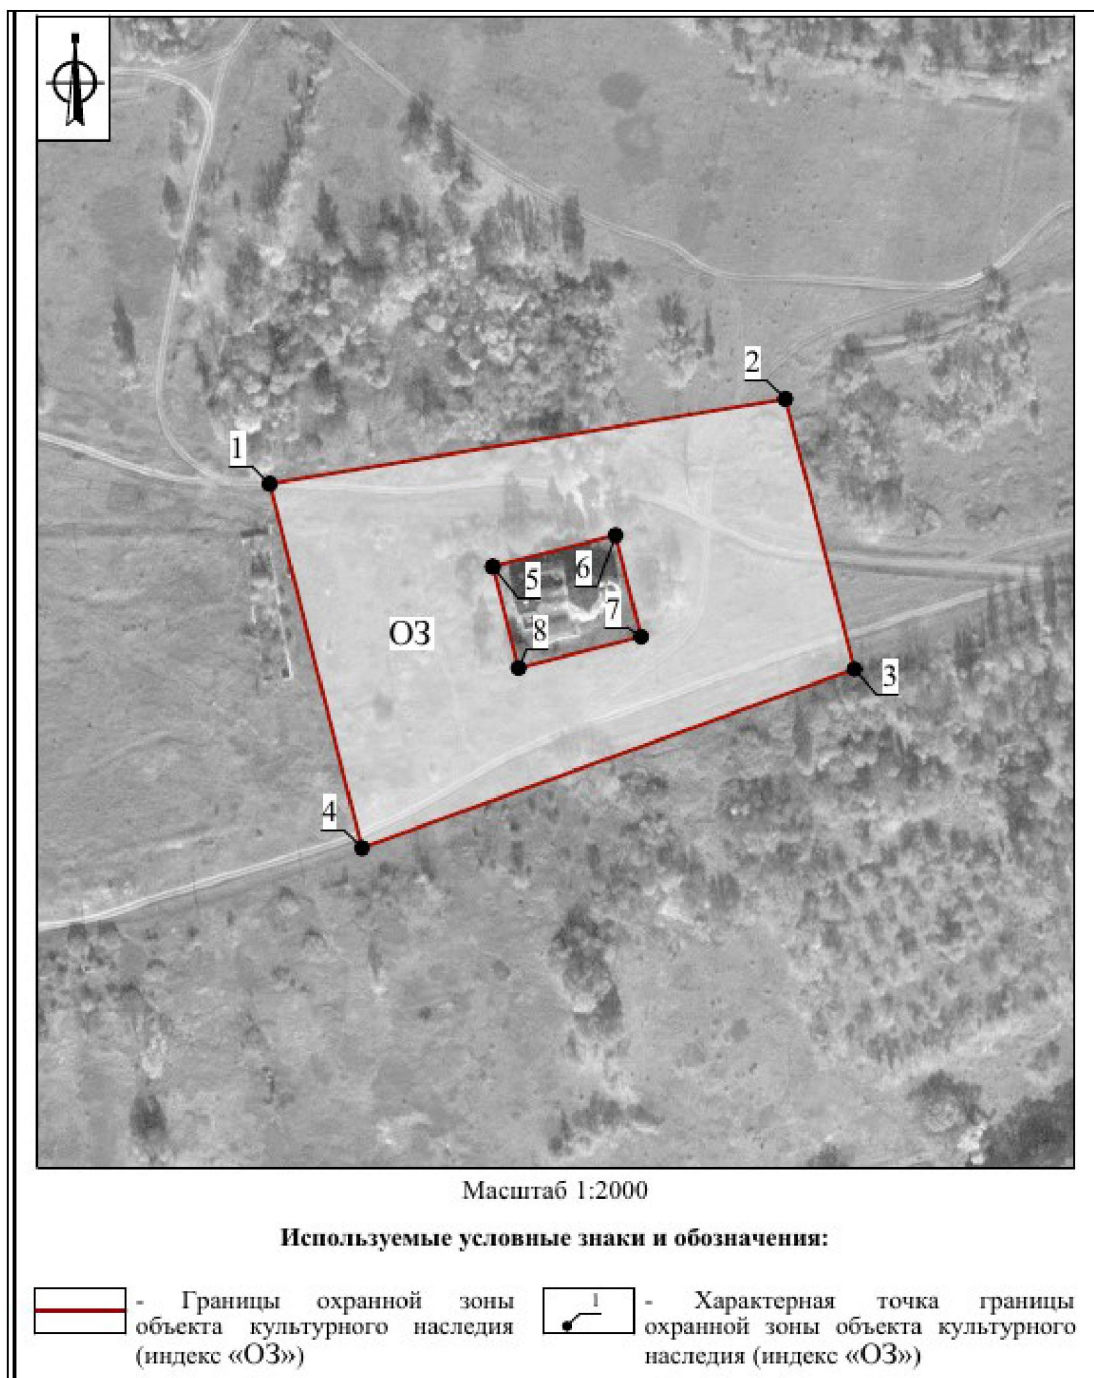 2
1
6
5
7
8
ОЗ
3
4
Масштаб 1:2000
Используемые условные знаки и обозначения:
- Границы охранной зоны
объекта культурного наследия
(индекс «ОЗ»)
1
- Характерная точка границы
охранной зоны объекта культурного
наследия (индекс «ОЗ»)